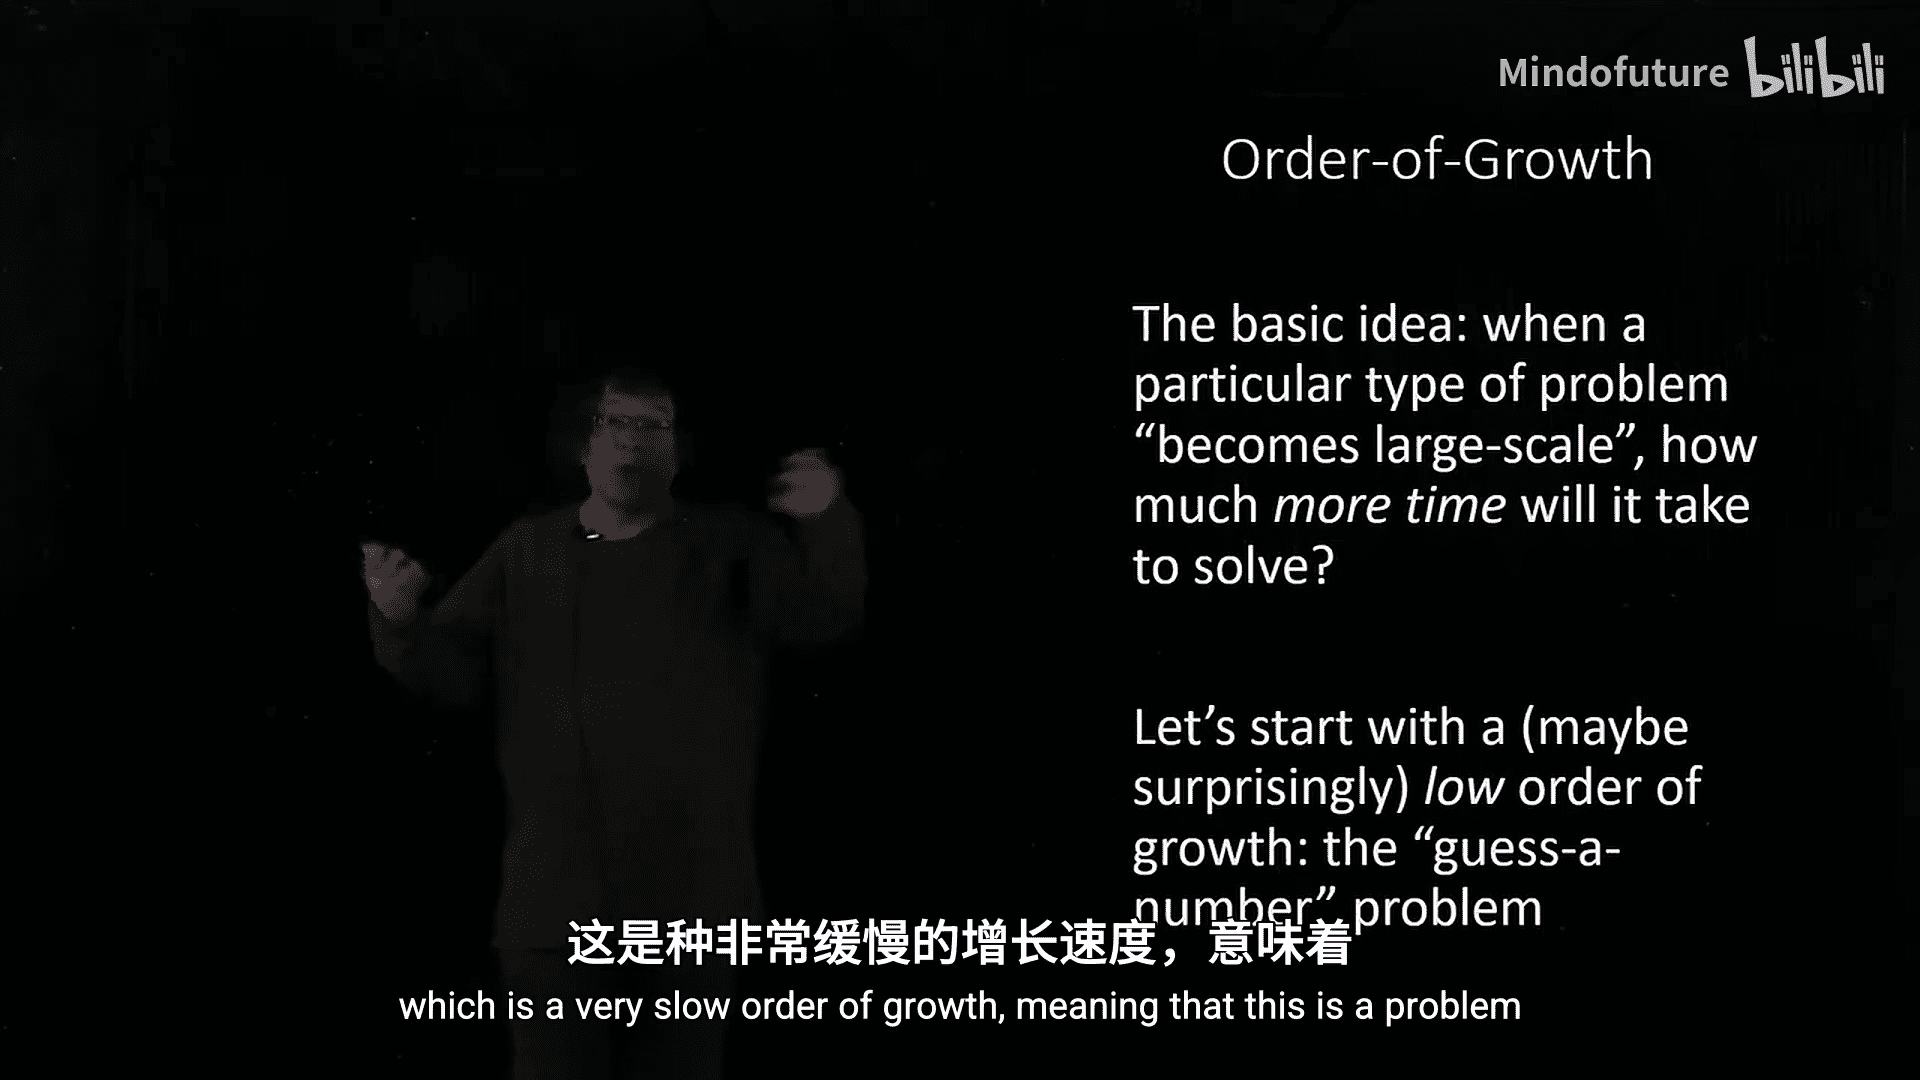 Mindofuture bilibili
Order-of-Growth
The basic idea: when a
particular type of problem
“becomes large-scale”, how
much more time will it take
to solve?
Let’s start with a (maybe
surprisingly) low order of
growth: the “guess-a-
number” problem
这是种非常缓慢的增长速度，意味着
which is a very slow order of growth, meaning that this is a problem